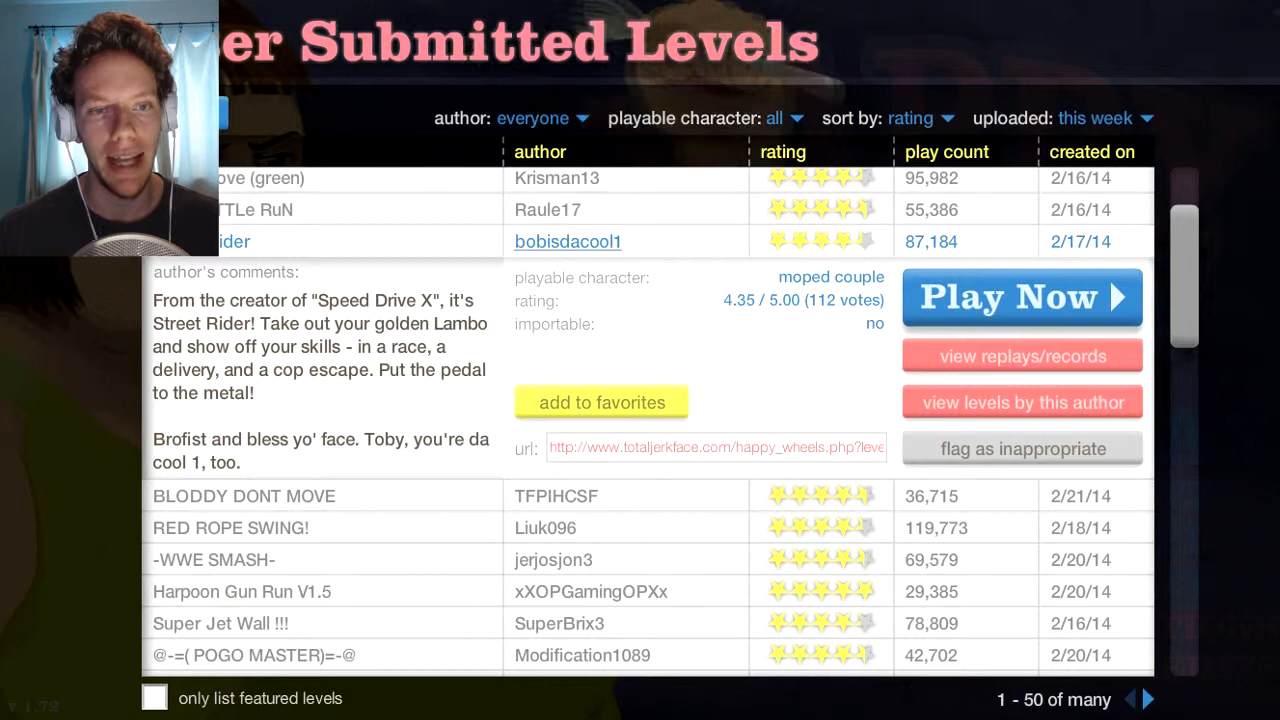 er Submitted Levels
author: everyone playable character: all sort by: rating uploaded: this week
author rating play count created on
ove (green) Krisman13 95,982 2/16/14
TTLe RuN Raule17 55,386 2/16/14
ider bobisdacool1 87,184 2/17/14
author's comments:
From the creator of "Speed Drive X", it's
Street Rider! Take out your golden Lambo
and show off your skills - in a race, a
delivery, and a cop escape. Put the pedal
to the metal!
Brofist and bless yo' face. Toby, you're da
cool 1, too.
playable character: moped couple
rating: 4.35 / 5.00 (112 votes)
importable: no
add to favorites
url: http://www.totaljerkface.com/happy_wheels.php?leve
Play Now
view replays/records
view levels by this author
flag as inappropriate
BLODDY DONT MOVE TFPIHCSF 36,715 2/21/14
RED ROPE SWING! Liuk096 119,773 2/18/14
-WWE SMASH- jerjosjon3 69,579 2/20/14
Harpoon Gun Run V1.5 xXOPGamingOPXx 29,385 2/20/14
Super Jet Wall !!! SuperBrix3 78,809 2/16/14
@-=( POGO MASTER)=-@ Modification1089 42,702 2/20/14
only list featured levels 1 - 50 of many
v 1.72